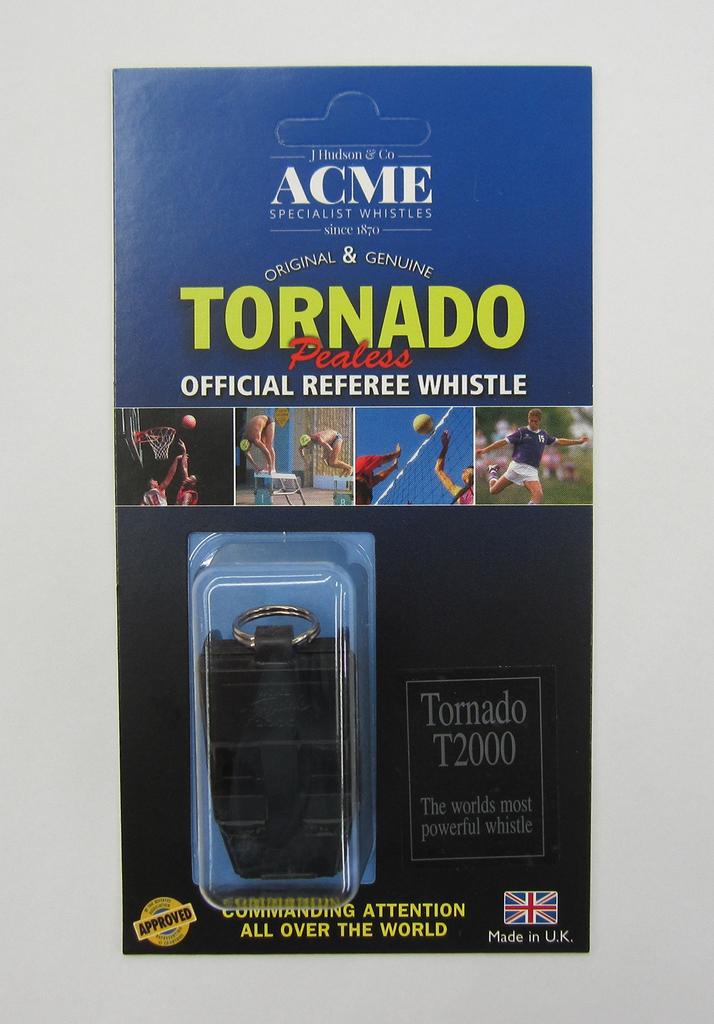 J Hudson & Co
ACME
SPECIALIST WHISTLES
since 1870
ORIGINAL & GENUINE
TORNADO
Pealess
OFFICIAL REFEREE WHISTLE
15
Tornado
T2000
The worlds most
powerful whistle
APPROVED
COMMANDING ATTENTION
ALL OVER THE WORLD
Made in U.K.